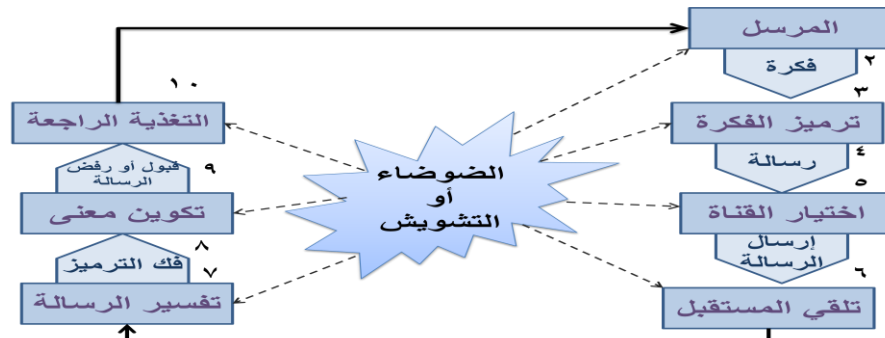 المرسل
٢
فكرة
٣
ترميز الفكرة
٤
رسالة
٥
اختيار القناة
إرسال
الرسالة
٦
تلقي المستقبل
الضوضاء
أو
التشويش
١٠
التغذية الراجعة
قبول أو رفض
الرسالة
٩
تكوين معنى
٨
فك الترميز
٧
تفسير الرسالة